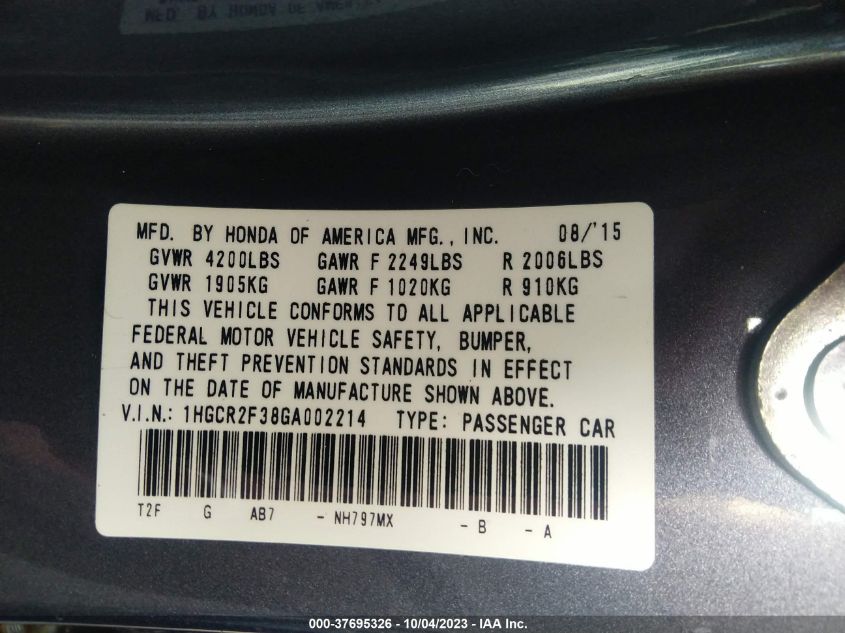 MFD. BY HONDA OF AMERICA MFG., INC. 08/'15
GVWR 4200LBS GAWR F 2249LBS R 2006LBS
GVWR 1905KG GAWR F 1020KG R 910KG
THIS VEHICLE CONFORMS TO ALL APPLICABLE
FEDERAL MOTOR VEHICLE SAFETY, BUMPER,
AND THEFT PREVENTION STANDARDS IN EFFECT
ON THE DATE OF MANUFACTURE SHOWN ABOVE.
V.I.N.: 1HGCR2F38GA002214 TYPE: PASSENGER CAR
T2F G AB7 - NH797MX - B - A
000-37695326 - 10/04/2023 - IAA Inc.